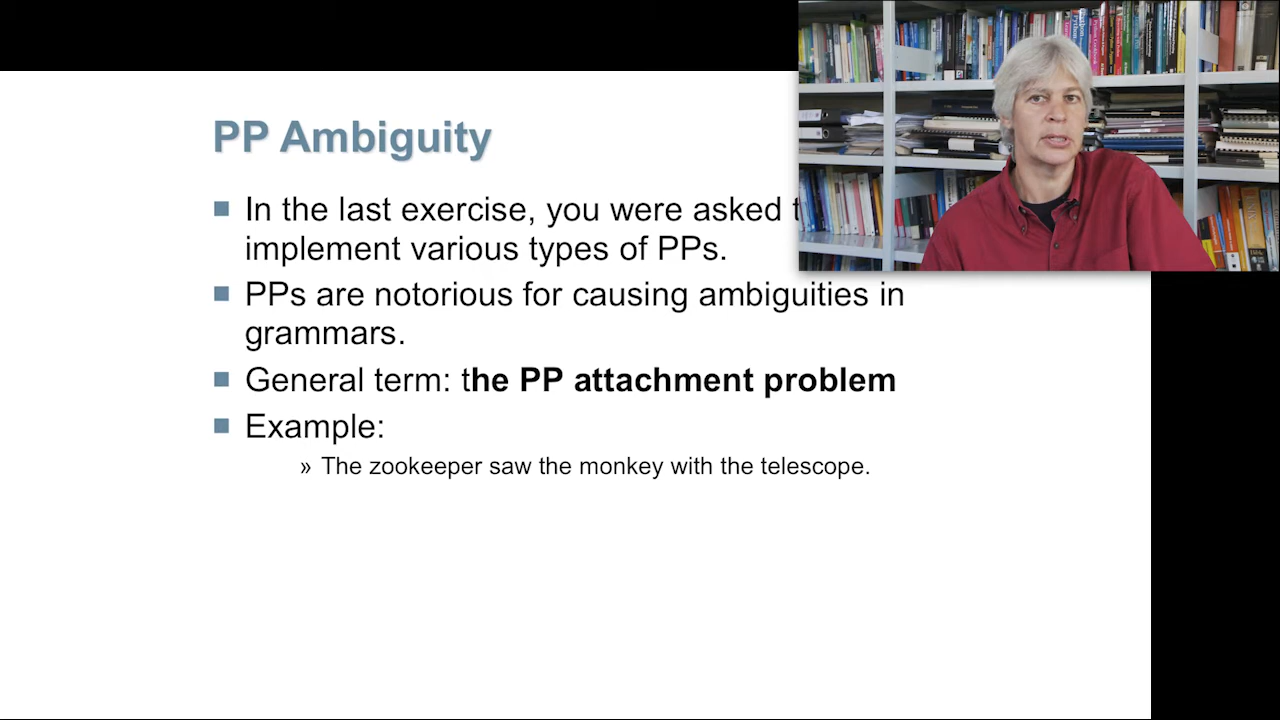 PP Ambiguity
■ In the last exercise, you were asked
implement various types of PPs.
■ PPs are notorious for causing ambiguities in
grammars.
■ General term: the PP attachment problem
■ Example:
» The zookeeper saw the monkey with the telescope.